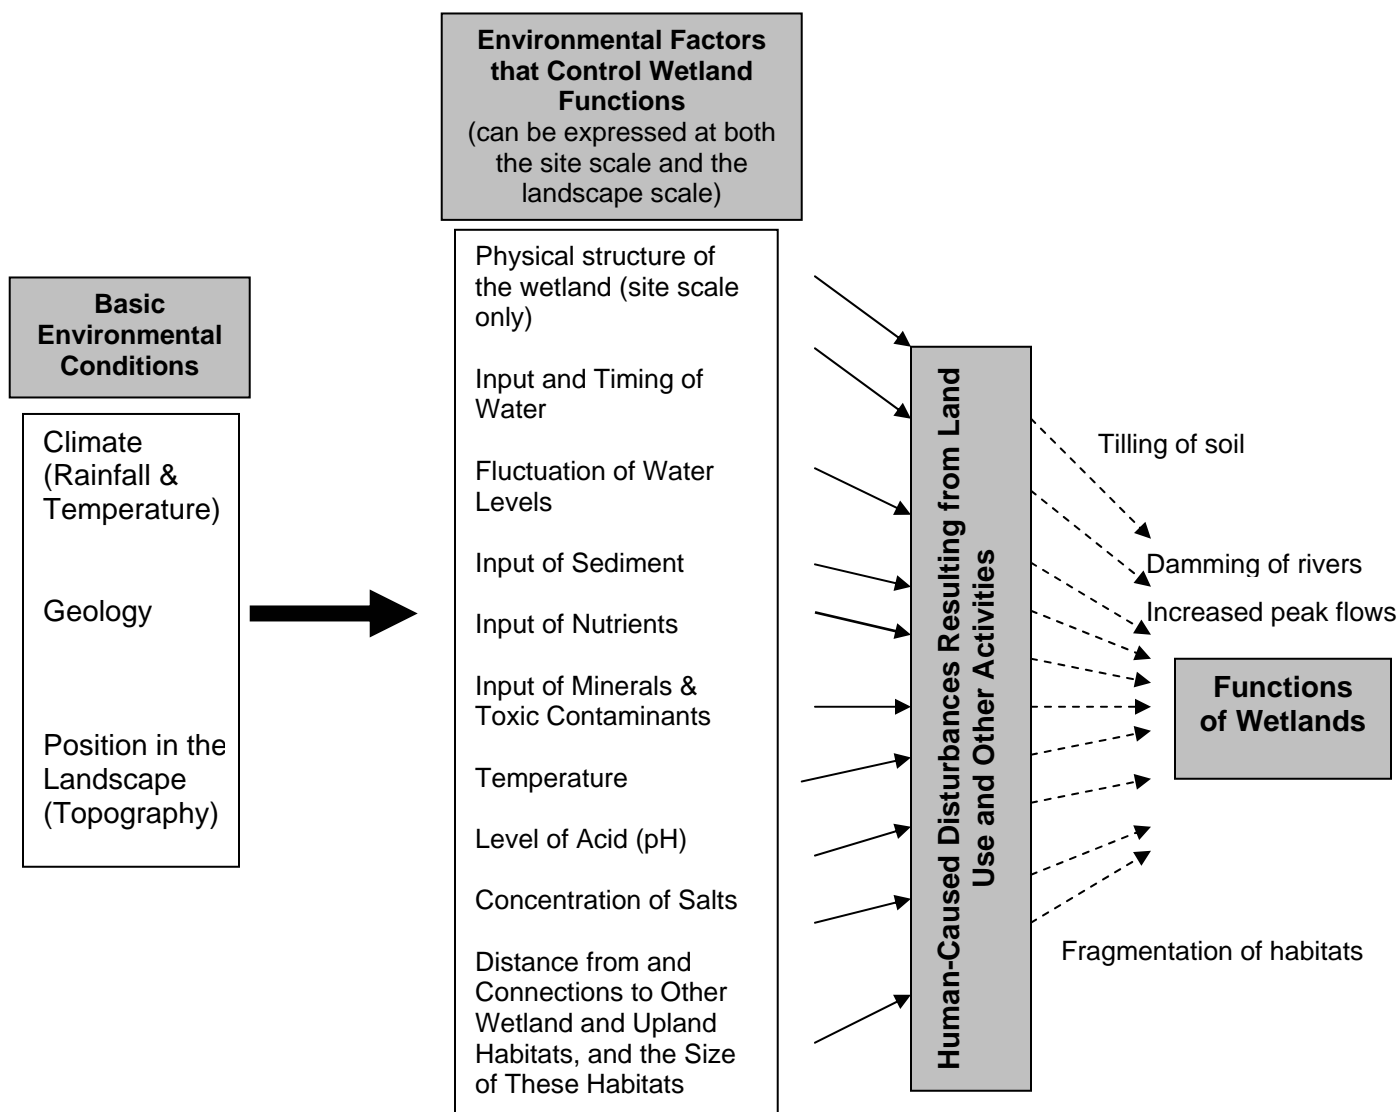 Environmental Factors
that Control Wetland
Functions
(can be expressed at both
the site scale and the
landscape scale)
Basic
Environmental
Conditions
Climate
(Rainfall &
Temperature)
Geology
Position in the
Landscape
(Topography)
Physical structure of
the wetland (site scale
only)
Input and Timing of
Water
Fluctuation of Water
Levels
Input of Sediment
Input of Nutrients
Input of Minerals &
Toxic Contaminants
Temperature
Level of Acid (pH)
Concentration of Salts
Distance from and
Connections to Other
Wetland and Upland
Habitats, and the Size
of These Habitats
Human-Caused Disturbances Resulting from Land
Use and Other Activities
Tilling of soil
Damming of rivers
Increased peak flows
Functions
of Wetlands
Fragmentation of habitats